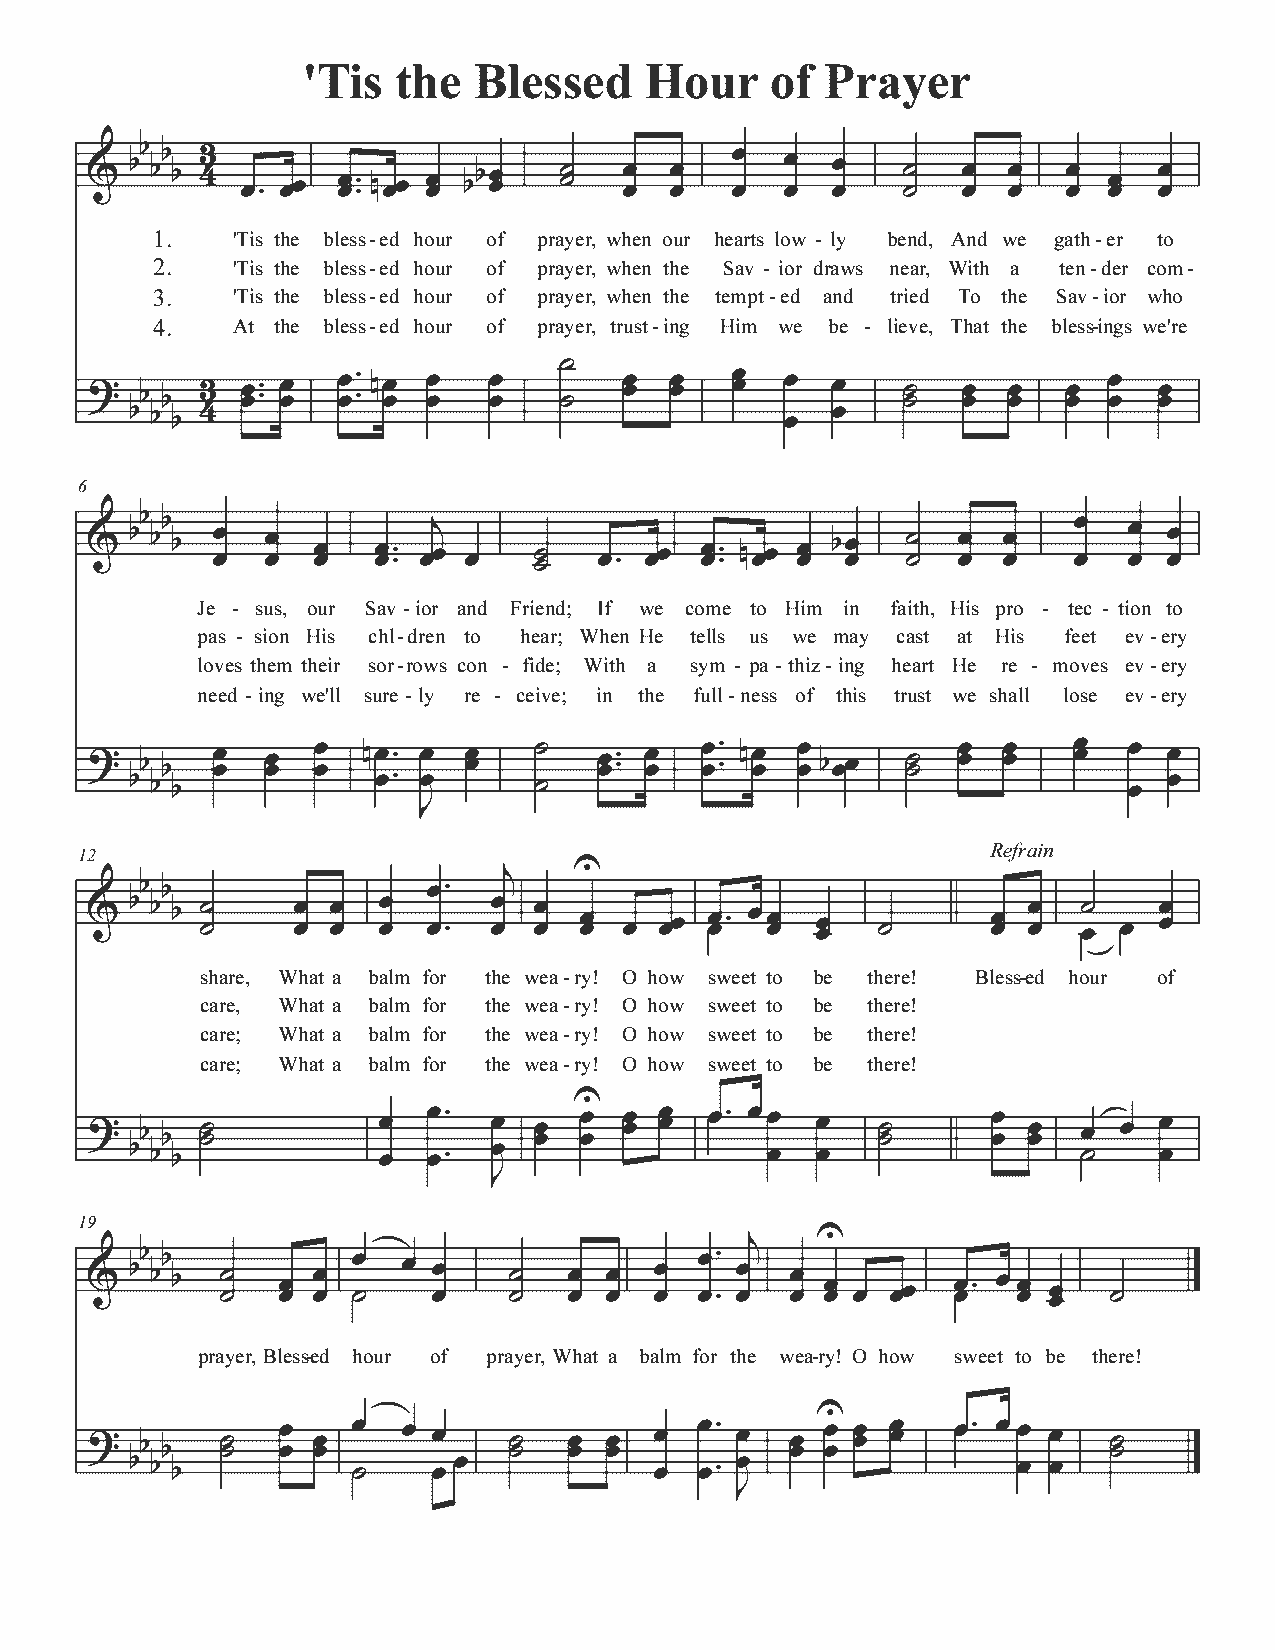 'Tis the Blessed Hour of Prayer
1. 'Tis the bless-ed hour of prayer, when our hearts low - ly bend, And we gath-er to
2. 'Tis the bless-ed hour of prayer, when the Sav - ior draws near, With a ten-der com-
3. 'Tis the bless-ed hour of prayer, when the tempt-ed and tried To the Sav-ior who
4. At the bless-ed hour of prayer, trust-ing Him we be - lieve, That the bless-ings we're
6
Je - sus, our Sav-ior and Friend; If we come to Him in faith, His pro - tec - tion to
pas - sion His chl-dren to hear; When He tells us we may cast at His feet ev-ery
loves them their sor-rows con - fide; With a sym - pa-thiz-ing heart He re - moves ev-ery
need-ing we'll sure-ly re - ceive; in the full-ness of this trust we shall lose ev-ery
12
Refrain
share, What a balm for the wea-ry! O how sweet to be there! Bless-ed hour of
care, What a balm for the wea-ry! O how sweet to be there!
care; What a balm for the wea-ry! O how sweet to be there!
care; What a balm for the wea-ry! O how sweet to be there!
19
prayer, Bless-ed hour of prayer, What a balm for the wea-ry! O how sweet to be there!